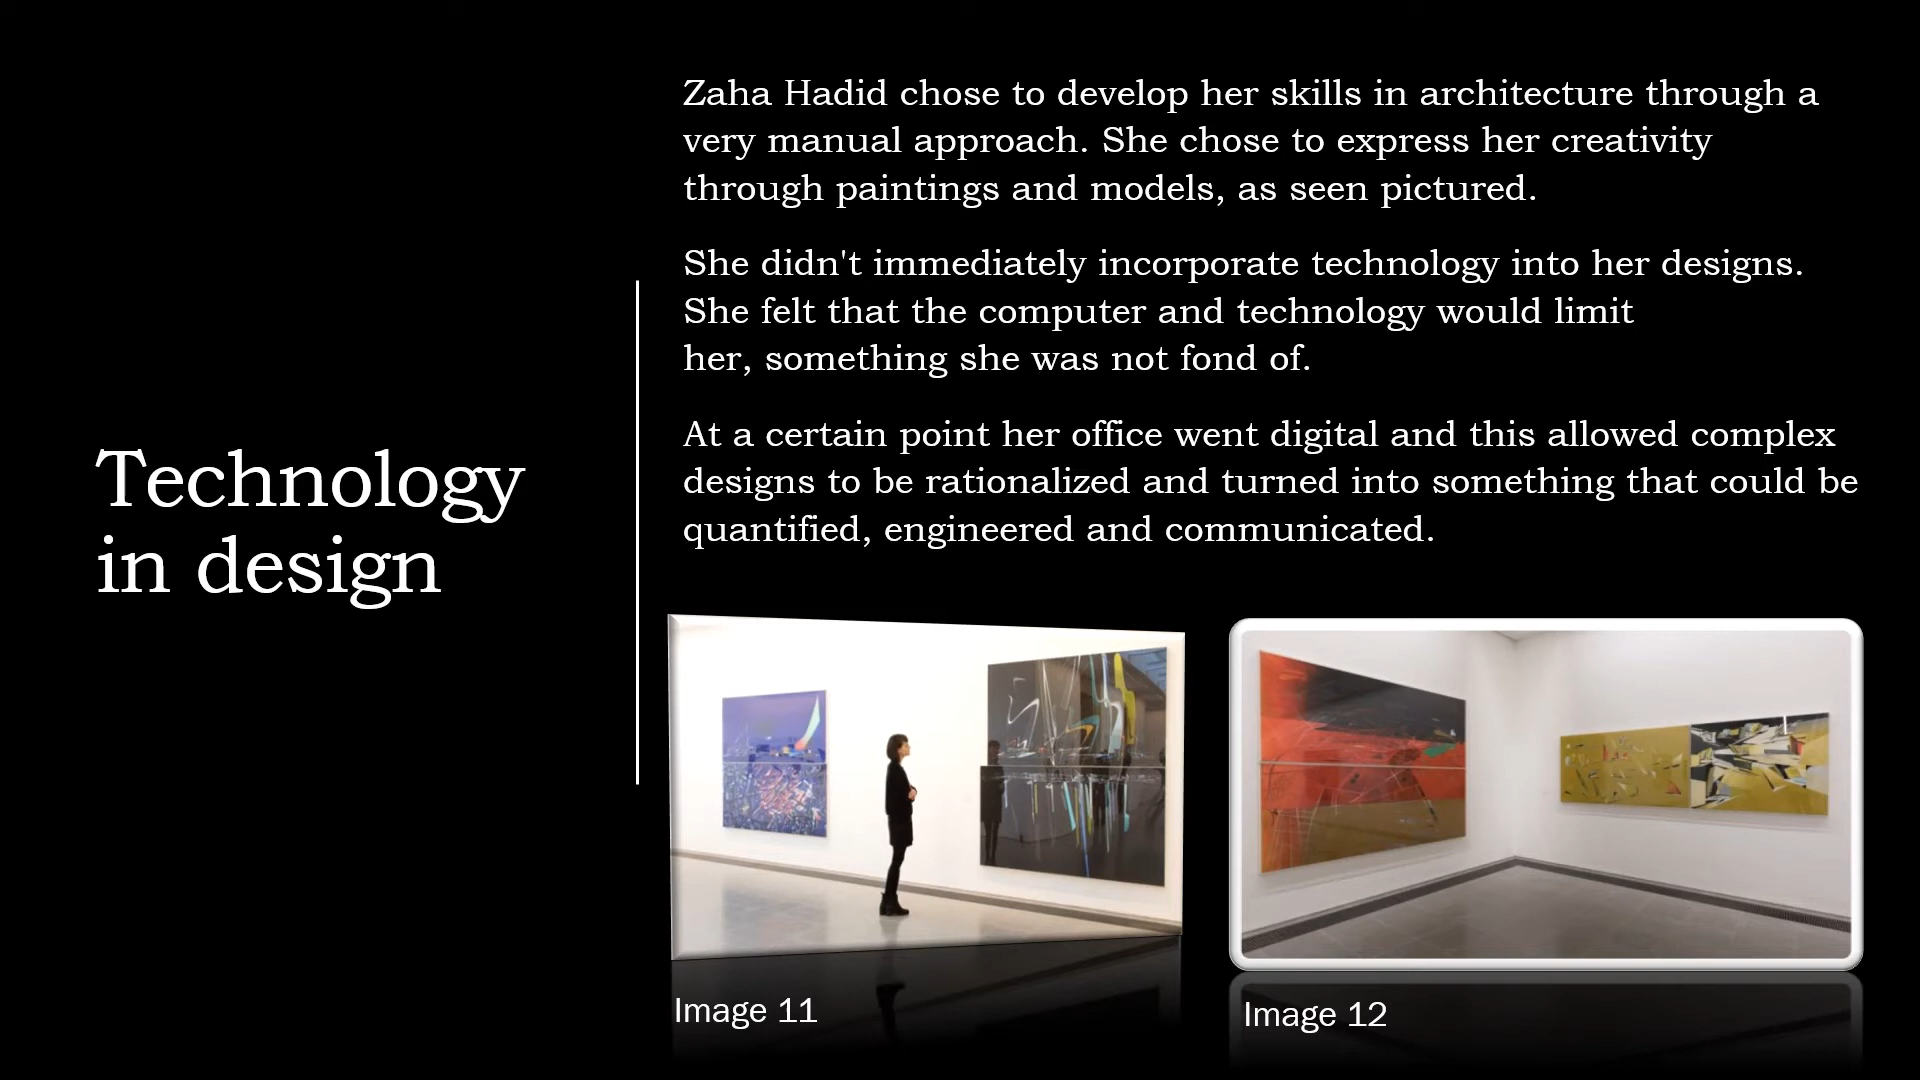 Technology
in design
Zaha Hadid chose to develop her skills in architecture through a
very manual approach. She chose to express her creativity
through paintings and models, as seen pictured.
She didn't immediately incorporate technology into her designs.
She felt that the computer and technology would limit
her, something she was not fond of.
At a certain point her office went digital and this allowed complex
designs to be rationalized and turned into something that could be
quantified, engineered and communicated.
Image 11
Image 12